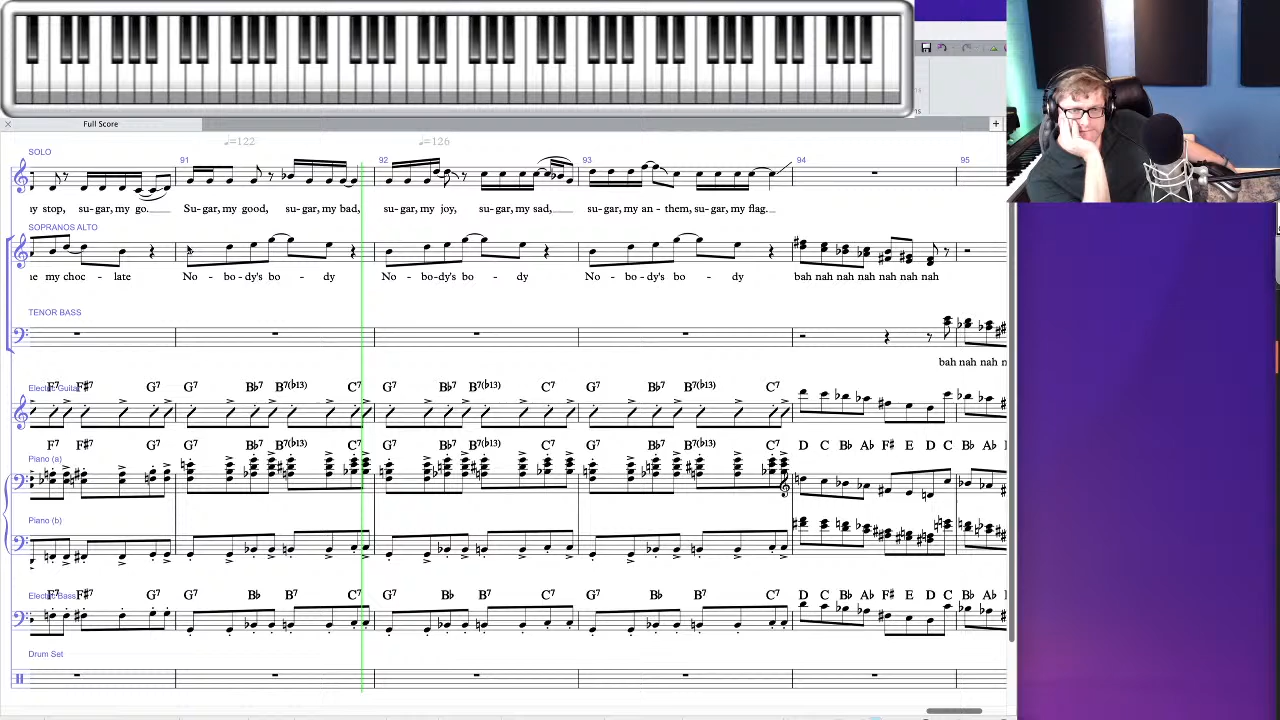 Full Score
♩=122 ♩=126
SOLO 91 92 93 94 95
stop, su-gar, my go. Su-gar, my good, su-gar, my bad, su-gar, my joy, su-gar, my sad, su-gar, my an-them, su-gar, my flag.
SOPRANOS ALTO
my choc-late No-bo-dy's bo-dy No-bo-dy's bo-dy No-bo-dy's bo-dy bah nah nah nah nah nah nah
TENOR BASS
bah nah nah n
F7 F#7 G7 G7 Bb7 B7(b13) C7 G7 Bb7 B7(b13) C7 G7 Bb7 B7(b13) C7
F7 F#7 G7 G7 Bb7 B7(b13) C7 G7 Bb7 B7(b13) C7 G7 Bb7 B7(b13) C7 D C Bb Ab F# E D C Bb Ab
Piano (a)
Piano (b)
Electric Bass F7 F#7 G7 G7 Bb B7 C7 G7 Bb B7 C7 G7 Bb B7 C7 D C Bb Ab F# E D C Bb Ab
Drum Set